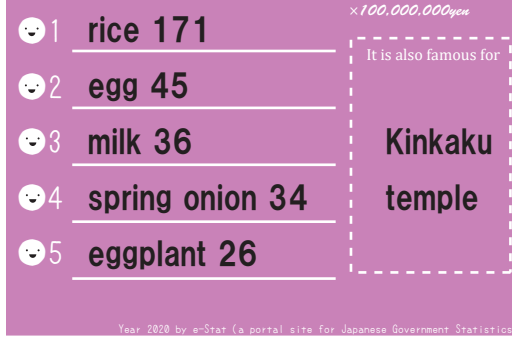 ×100,000,000yen
1 rice 171
2 egg 45
3 milk 36
4 spring onion 34
5 eggplant 26
It is also famous for
Kinkaku
temple
Year 2020 by e-Stat (a portal site for Japanese Government Statistics